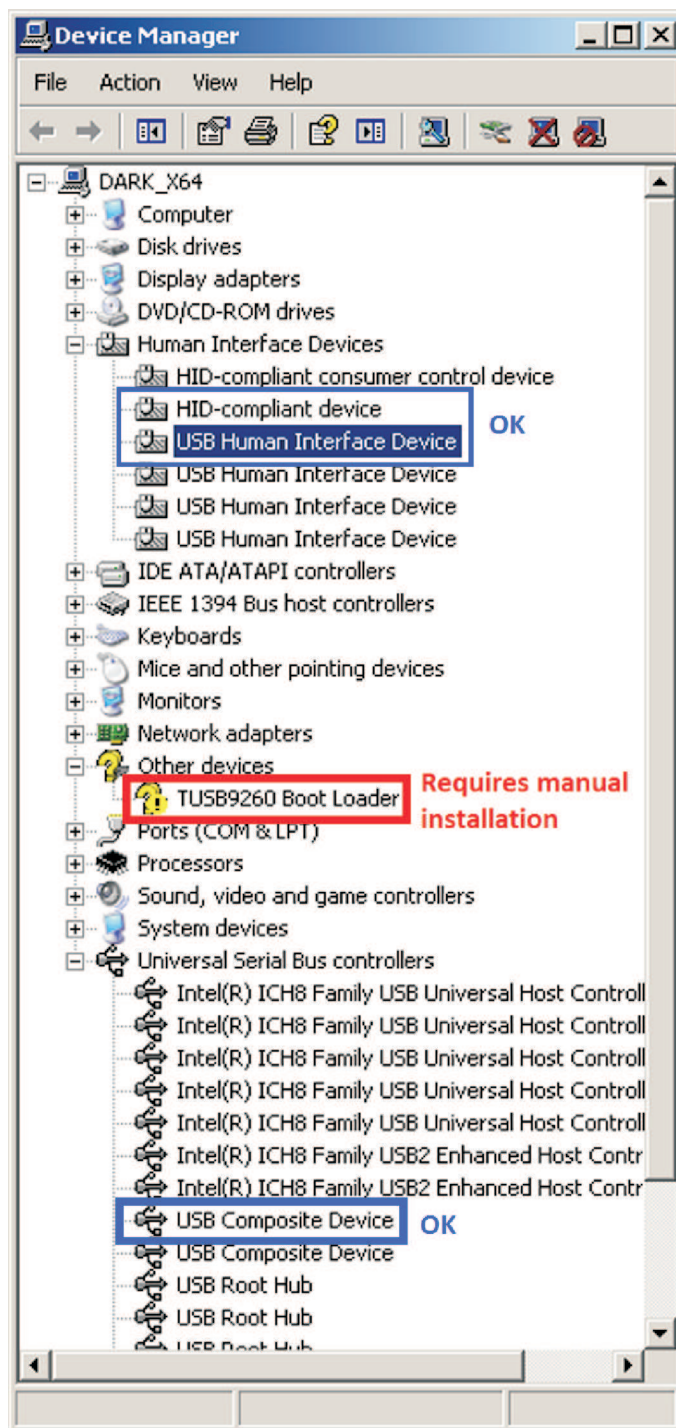 Device Manager
File Action View Help
DARK_X64
Computer
Disk drives
Display adapters
DVD/CD-ROM drives
Human Interface Devices
HID-compliant consumer control device
HID-compliant device
OK
USB Human Interface Device
USB Human Interface Device
USB Human Interface Device
USB Human Interface Device
IDE ATA/ATAPI controllers
IEEE 1394 Bus host controllers
Keyboards
Mice and other pointing devices
Monitors
Network adapters
Other devices
TUSB9260 Boot Loader
Requires manual
installation
Ports (COM & LPT)
Processors
Sound, video and game controllers
System devices
Universal Serial Bus controllers
Intel(R) ICH8 Family USB Universal Host Controll
Intel(R) ICH8 Family USB Universal Host Controll
Intel(R) ICH8 Family USB Universal Host Controll
Intel(R) ICH8 Family USB Universal Host Controll
Intel(R) ICH8 Family USB Universal Host Controll
Intel(R) ICH8 Family USB2 Enhanced Host Contr
Intel(R) ICH8 Family USB2 Enhanced Host Contr
USB Composite Device OK
USB Composite Device
USB Root Hub
USB Root Hub
USB Root Hub